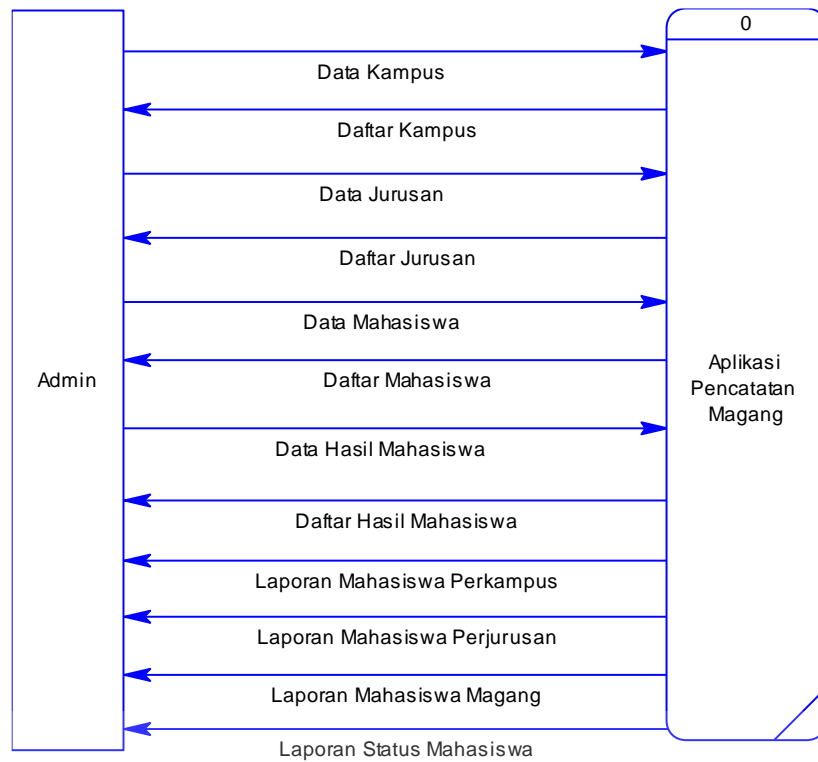 0
Data Kampus
Daftar Kampus
Data Jurusan
Daftar Jurusan
Data Mahasiswa
Admin
Daftar Mahasiswa
Aplikasi
Pencatatan
Magang
Data Hasil Mahasiswa
Daftar Hasil Mahasiswa
Laporan Mahasiswa Perkampus
Laporan Mahasiswa Perjurusan
Laporan Mahasiswa Magang
Laporan Status Mahasiswa